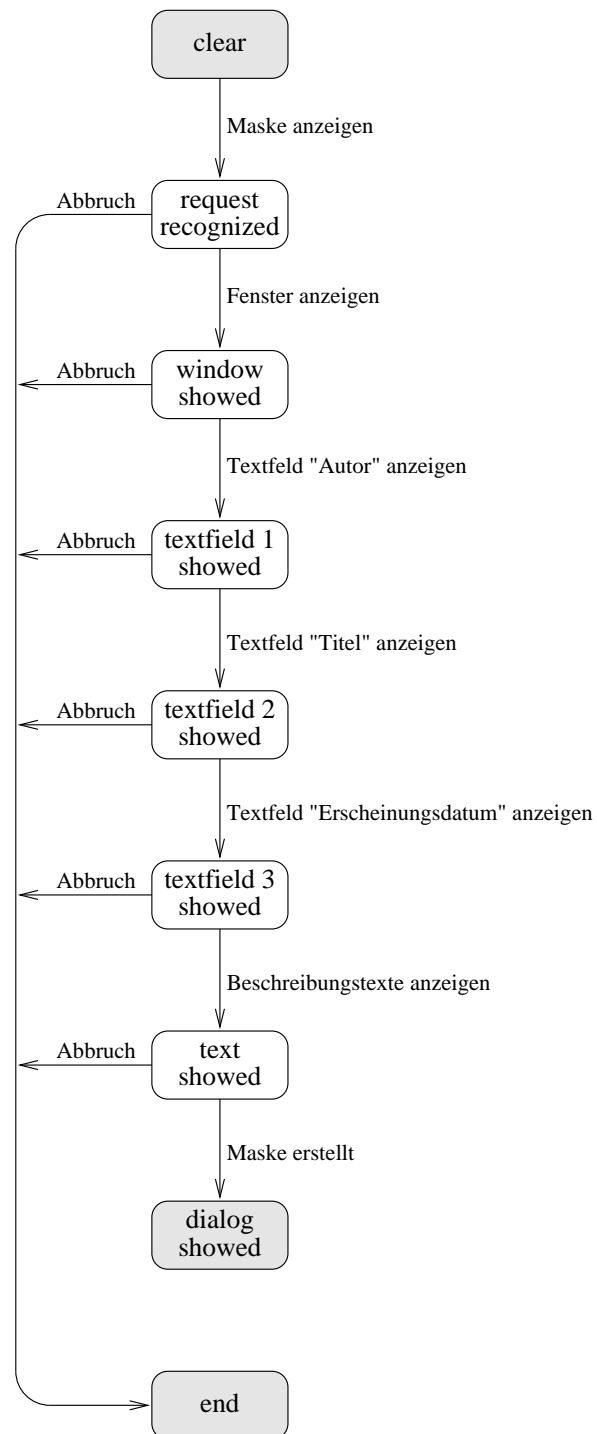 clear
Maske anzeigen
Abbruch
request
recognized
Fenster anzeigen
Abbruch
window
showed
Textfeld "Autor" anzeigen
Abbruch
textfield 1
showed
Textfeld "Titel" anzeigen
Abbruch
textfield 2
showed
Textfeld "Erscheinungsdatum" anzeigen
Abbruch
textfield 3
showed
Beschreibungstexte anzeigen
Abbruch
text
showed
Maske erstellt
dialog
showed
end